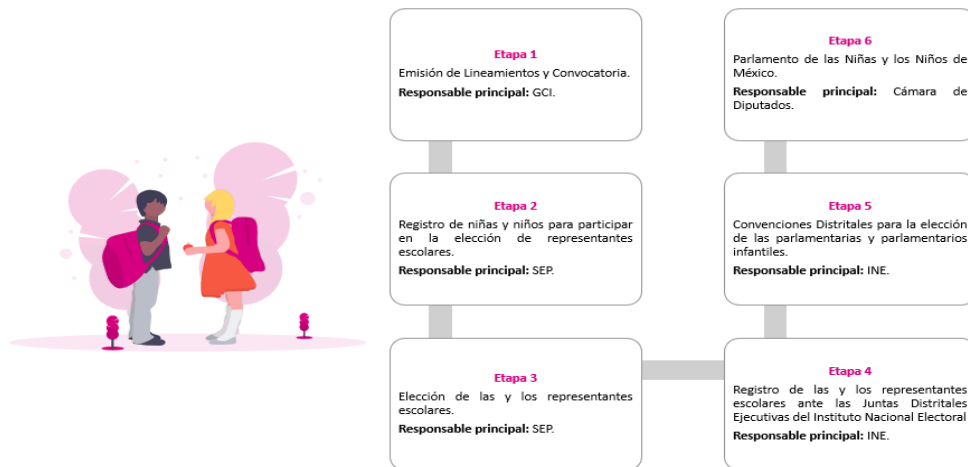 Etapa 1
Emisión de Lineamientos y Convocatoria.
Responsable principal: GCI.
Etapa 2
Registro de niñas y niños para participar
en la elección de representantes
escolares.
Responsable principal: SEP.
Etapa 3
Elección de las y los representantes
escolares.
Responsable principal: SEP.
Etapa 4
Registro de las y los representantes
escolares ante las Juntas Distritales
Ejecutivas del Instituto Nacional Electoral
Responsable principal: INE.
Etapa 5
Convenciones Distritales para la elección
de las parlamentarias y parlamentarios
infantiles.
Responsable principal: INE.
Etapa 6
Parlamento de las Niñas y los Niños de
México.
Responsable principal: Cámara de
Diputados.